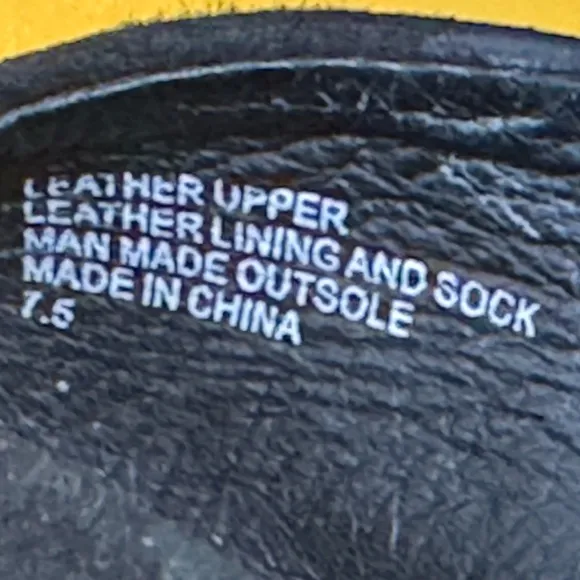 LEATHER UPPER
LEATHER LINING AND SOCK
MAN MADE OUTSOLE
MADE IN CHINA
7.5